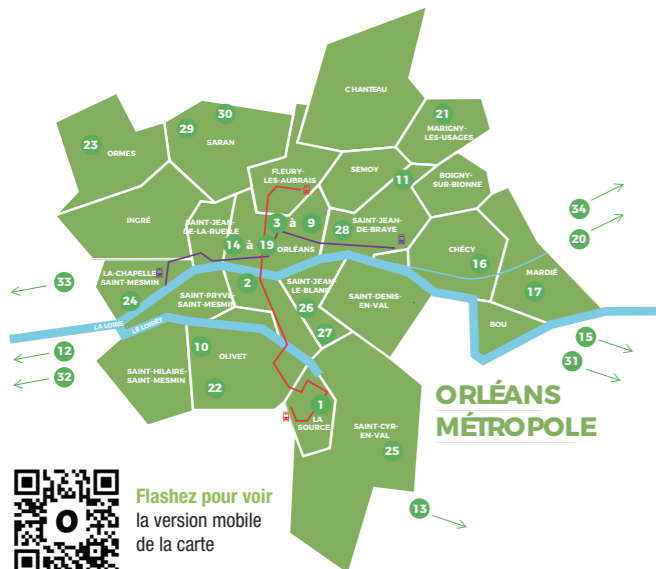 CHANTEAU
30
21
29
SARAN
MARIGNY-
LES-USAGES
23
ORMES
FLEURY-
LES-AUBRAIS
SEMOY
11
BOIGNY-
SUR-BIONNE
34
INGRÉ
SAINT-JEAN-
DE-LA-RUELLE
3 à 9
28
SAINT-JEAN-
DE-BRAYE
20
14 à 19
ORLÉANS
CHÉCY
16
LA-CHAPELLE
SAINT-MESMIN
33
MARDIÉ
17
2
SAINT-JEAN-
LE-BLANC
24
SAINT-PRYVÉ-
SAINT-MESMIN
26
SAINT-DENIS-
EN-VAL
BOU
LA LOIRE
LE LOIRET
27
15
12
10
OLIVET
31
32
SAINT-HILAIRE-
SAINT-MESMIN
22
1
LA
SOURCE
SAINT-CYR-
EN-VAL
25
ORLÉANS
MÉTROPOLE
13
O
Flashez pour voir
la version mobile
de la carte